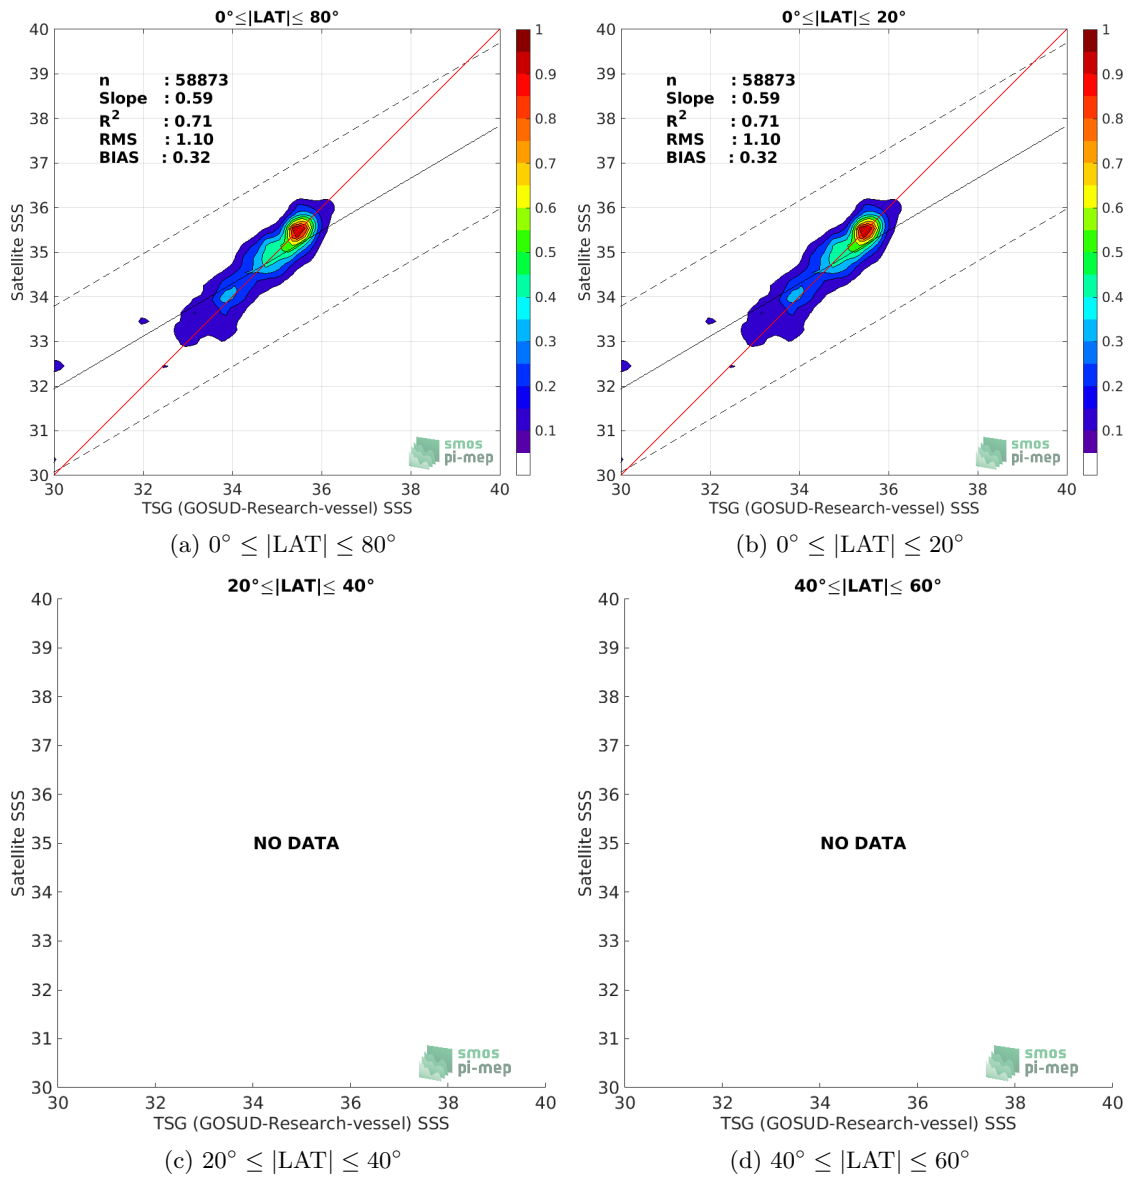 0°≤|LAT|≤ 80°
40
39
38
37
36
35
34
33
32
31
30
Satellite SSS
n : 58873
Slope : 0.59
R2 : 0.71
RMS : 1.10
BIAS : 0.32
1
0.9
0.8
0.7
0.6
0.5
0.4
0.3
0.2
0.1
smos
pi-mep
30 32 34 36 38 40
TSG (GOSUD-Research-vessel) SSS
(a) 0° ≤ |LAT| ≤ 80°
0°≤|LAT|≤ 20°
40
39
38
37
36
35
34
33
32
31
30
Satellite SSS
n : 58873
Slope : 0.59
R2 : 0.71
RMS : 1.10
BIAS : 0.32
1
0.9
0.8
0.7
0.6
0.5
0.4
0.3
0.2
0.1
smos
pi-mep
30 32 34 36 38 40
TSG (GOSUD-Research-vessel) SSS
(b) 0° ≤ |LAT| ≤ 20°
20°≤|LAT|≤ 40°
40
39
38
37
36
35
34
33
32
31
30
Satellite SSS
NO DATA
smos
pi-mep
30 32 34 36 38 40
TSG (GOSUD-Research-vessel) SSS
(c) 20° ≤ |LAT| ≤ 40°
40°≤|LAT|≤ 60°
40
39
38
37
36
35
34
33
32
31
30
Satellite SSS
NO DATA
smos
pi-mep
30 32 34 36 38 40
TSG (GOSUD-Research-vessel) SSS
(d) 40° ≤ |LAT| ≤ 60°